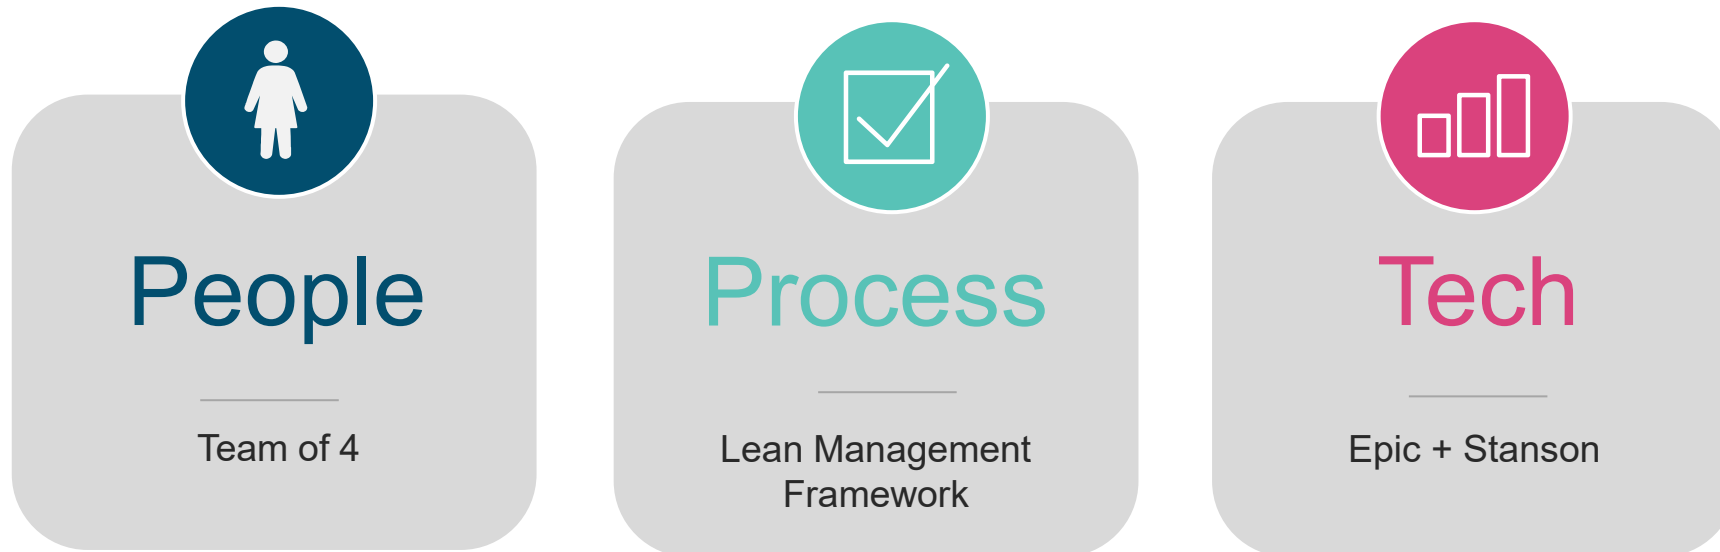 People
Team of 4
Process
Lean Management
Framework
Tech
Epic + Stanson